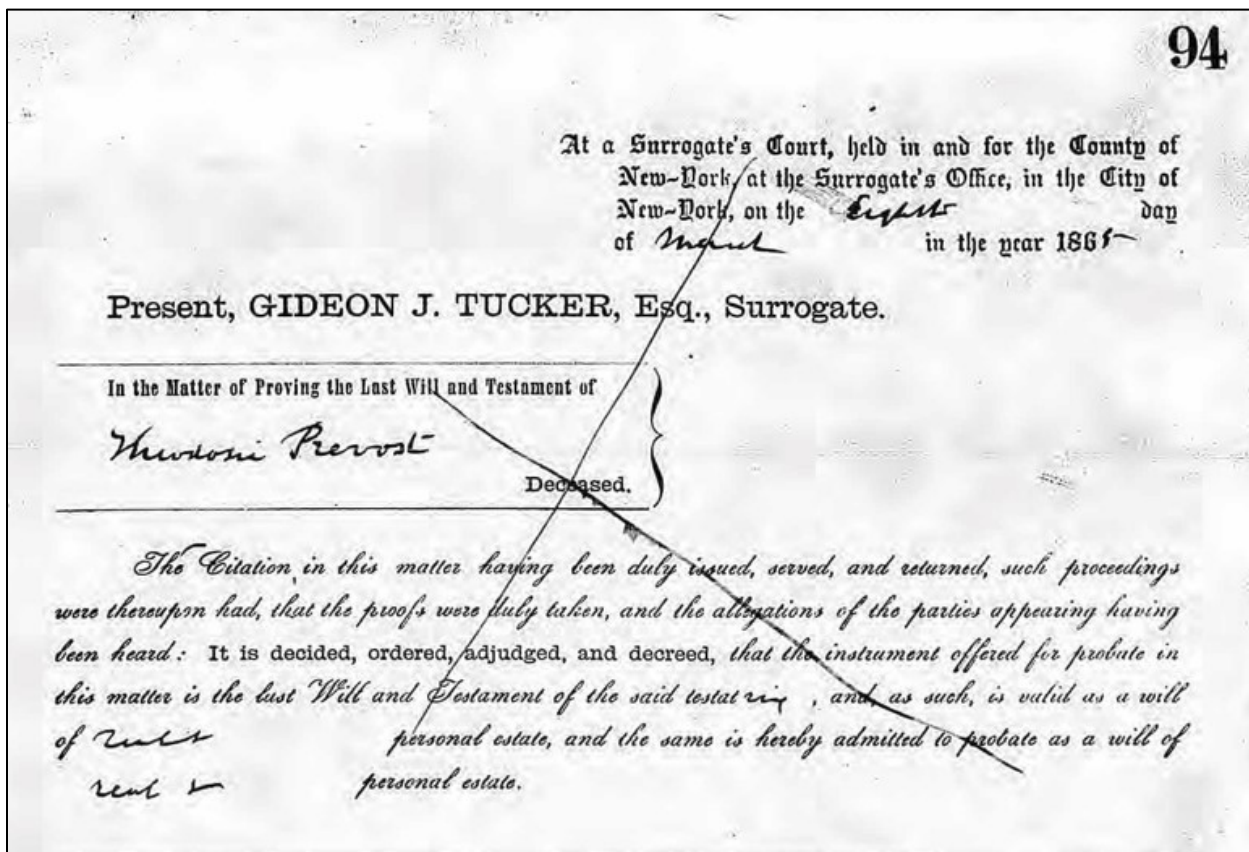 94
At a Surrogate's Court, held in and for the County of
New-York, at the Surrogate's Office, in the City of
New-York, on the Eighth day
of March in the year 1865
Present, GIDEON J. TUCKER, Esq., Surrogate.
In the Matter of Proving the Last Will and Testament of
Theodosia Prevost
Deceased.
The Citation in this matter having been duly issued, served, and returned, such proceedings
were thereupon had, that the proofs were duly taken, and the allegations of the parties appearing having
been heard: It is decided, ordered, adjudged, and decreed, that the instrument offered for probate in
this matter is the last Will and Testament of the said testatrix, and, as such, is valid as a will
of real & personal estate, and the same is hereby admitted to probate as a will of
real & personal estate.